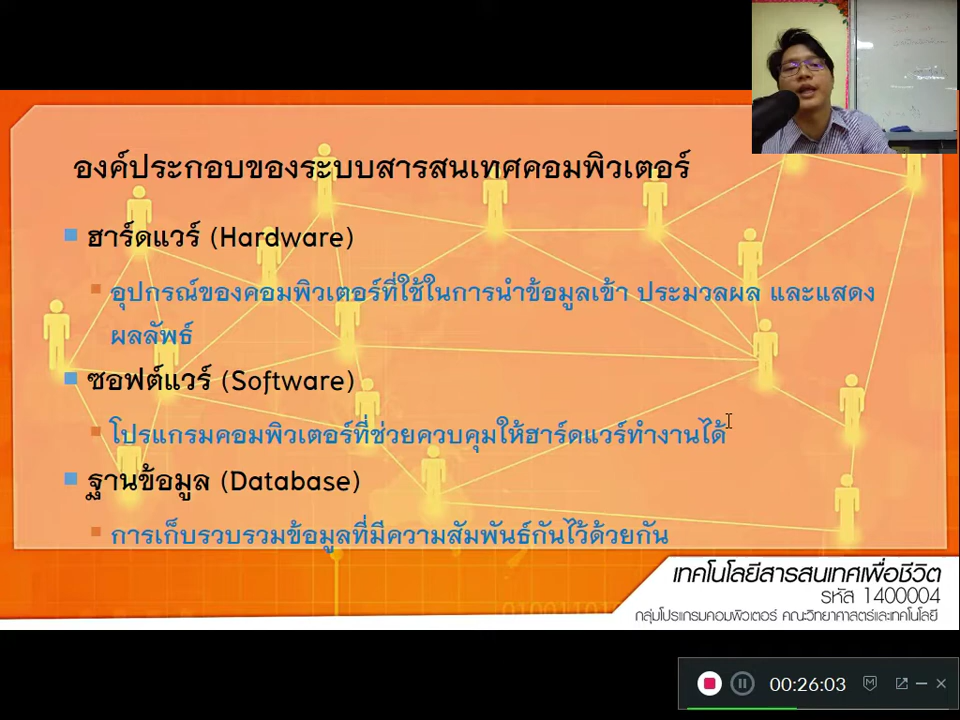 องค์ประกอบของระบบสารสนเทศคอมพิวเตอร์
ฮาร์ดแวร์ (Hardware)
อุปกรณ์ของคอมพิวเตอร์ที่ใช้ในการนำข้อมูลเข้า ประมวลผล และแสดง
ผลลัพธ์
ซอฟต์แวร์ (Software)
โปรแกรมคอมพิวเตอร์ที่ช่วยควบคุมให้ฮาร์ดแวร์ทำงานได้
ฐานข้อมูล (Database)
การเก็บรวบรวมข้อมูลที่มีความสัมพันธ์กันไว้ด้วยกัน
เทคโนโลยีสารสนเทศเพื่อชีวิต
รหัส 1400004
กลุ่มโปรแกรมคอมพิวเตอร์ คณะวิทยาศาสตร์และเทคโนโลยี
00:26:03